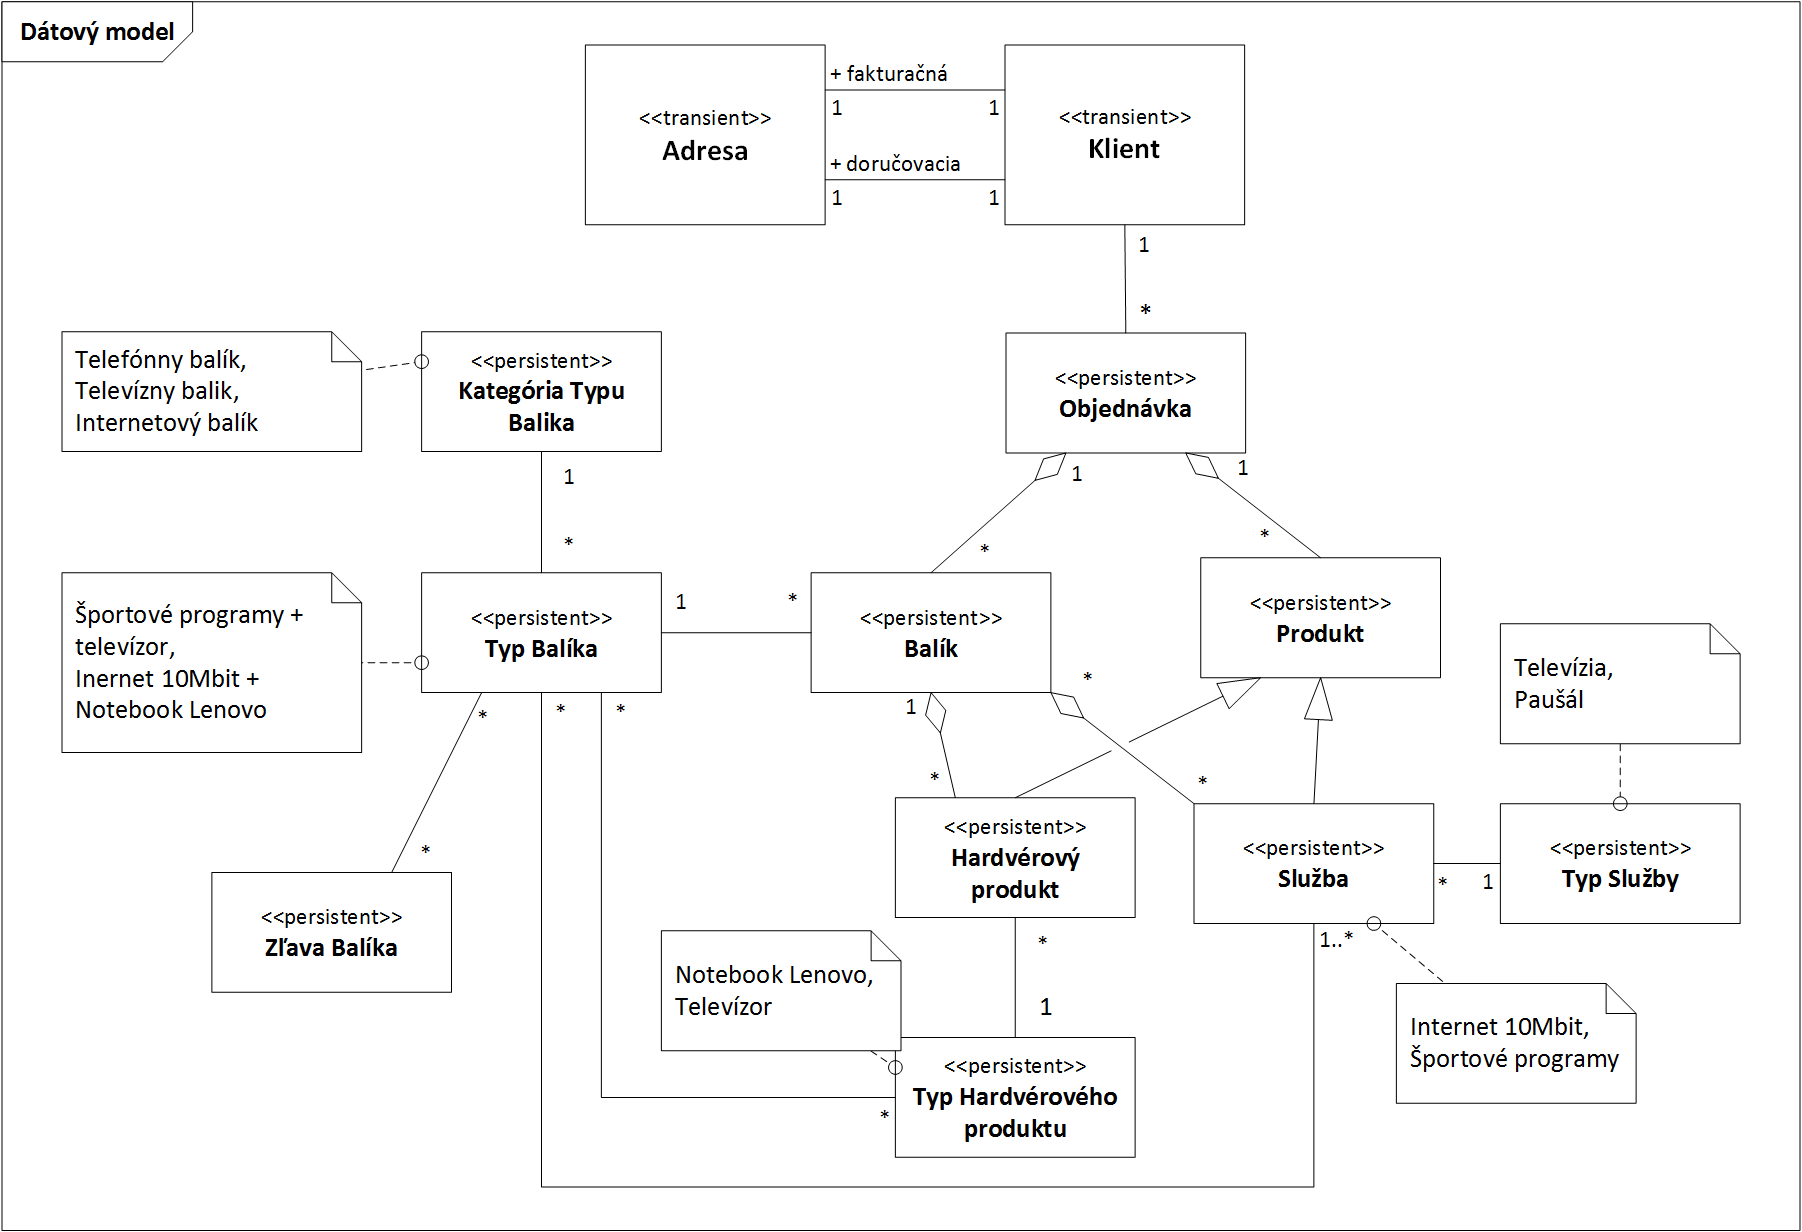 Dátový model
<<transient>>
Adresa
+ fakturačná
1
1
+ doručovacia
1
1
<<transient>>
Klient
1
*
Telefónny balík,
Televízny balik,
Internetový balík
<<persistent>>
Kategória Typu
Balika
<<persistent>>
Objednávka
1
*
1
*
1
*
Športové programy +
televízor,
Inernet 10Mbit +
Notebook Lenovo
<<persistent>>
Typ Balíka
1
*
<<persistent>>
Balík
<<persistent>>
Produkt
Televízia,
Paušál
*
*
*
1
*
*
*
*
<<persistent>>
Hardvérový
produkt
<<persistent>>
Služba
*
1
<<persistent>>
Typ Služby
<<persistent>>
Zľava Balíka
*
1
1..*
Notebook Lenovo,
Televízor
Internet 10Mbit,
Športové programy
<<persistent>>
Typ Hardvérového
produktu
*